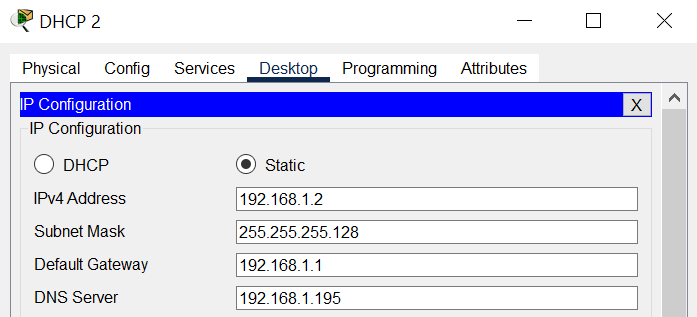 DHCP 2
Physical Config Services Desktop Programming Attributes
IP Configuration X
IP Configuration
DHCP Static
IPv4 Address 192.168.1.2
Subnet Mask 255.255.255.128
Default Gateway 192.168.1.1
DNS Server 192.168.1.195